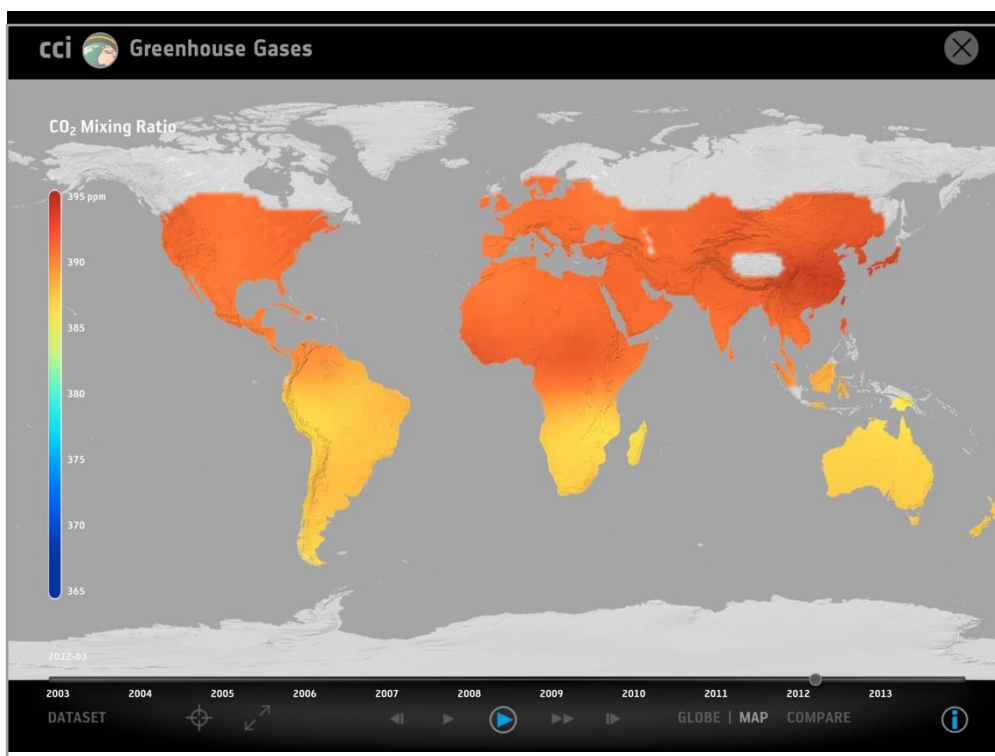 cci Greenhouse Gases
CO₂ Mixing Ratio
395 ppm
390
385
380
375
370
365
2012-03
2003 2004 2005 2006 2007 2008 2009 2010 2011 2012 2013
DATASET GLOBE | MAP COMPARE